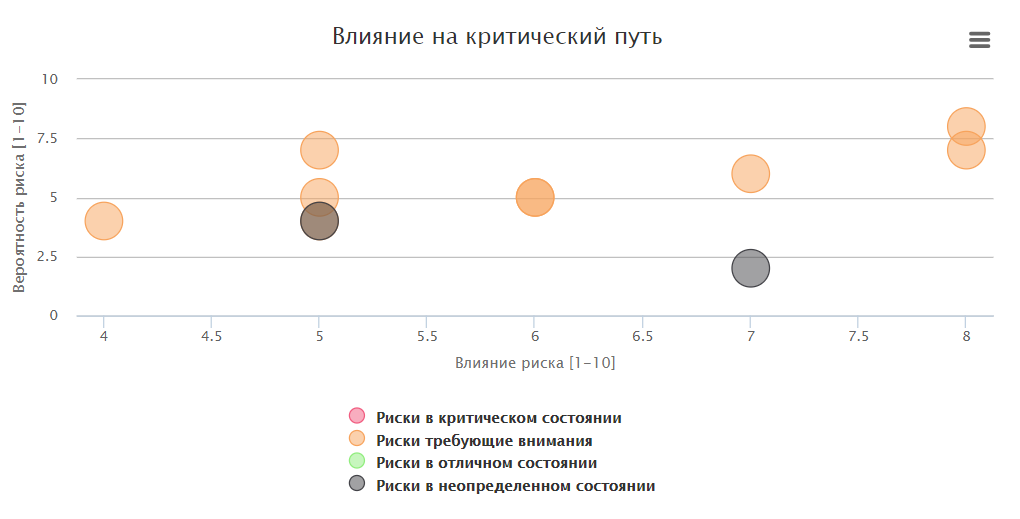 Влияние на критический путь
Вероятность риска [1-10]
10
7.5
5
2.5
0
4
4.5
5
5.5
6
6.5
7
7.5
8
Влияние риска [1-10]
Риски в критическом состоянии
Риски требующие внимания
Риски в отличном состоянии
Риски в неопределенном состоянии